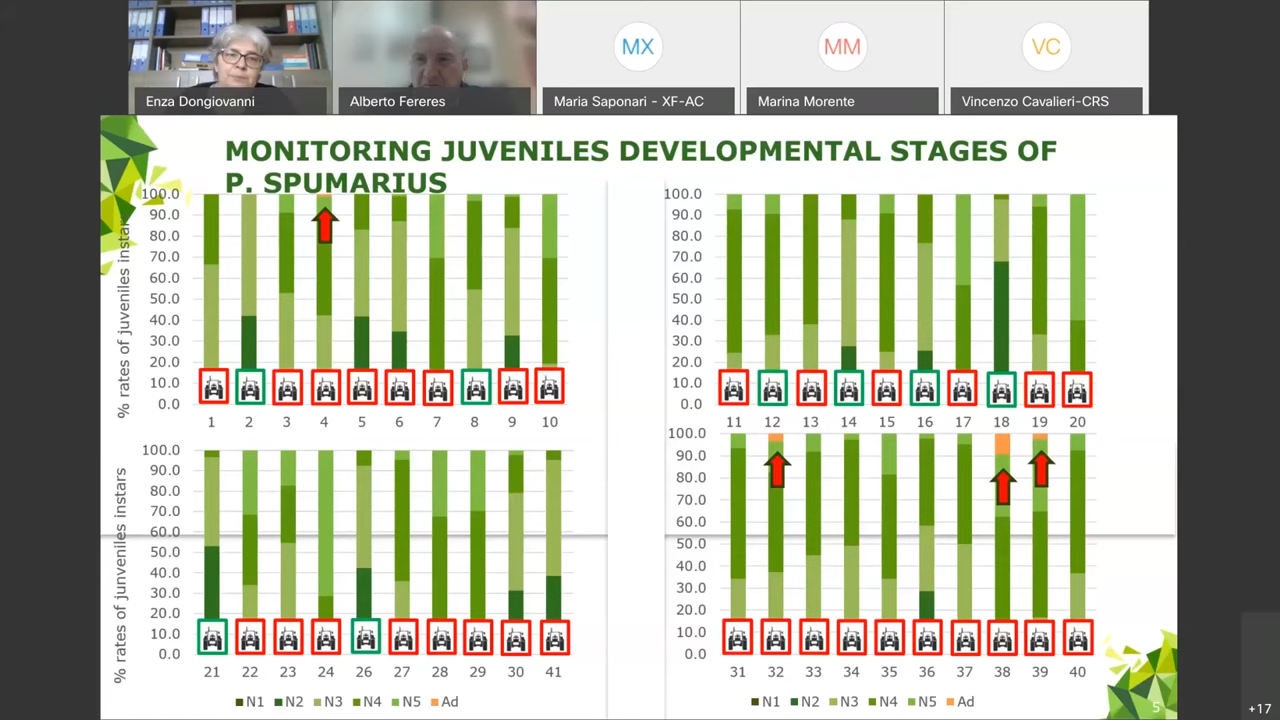 Enza Dongiovanni
Alberto Fereres
MX
Maria Saponari - XF-AC
MM
Marina Morente
VC
Vincenzo Cavalieri-CRS
MONITORING JUVENILES DEVELOPMENTAL STAGES OF
P. SPUMARIUS
% rates of juveniles instar
100.0
90.0
80.0
70.0
60.0
50.0
40.0
30.0
20.0
10.0
0.0
1 2 3 4 5 6 7 8 9 10
100.0
90.0
80.0
70.0
60.0
50.0
40.0
30.0
20.0
10.0
0.0
11 12 13 14 15 16 17 18 19 20
% rates of junveniles instars
100.0
90.0
80.0
70.0
60.0
50.0
40.0
30.0
20.0
10.0
0.0
21 22 23 24 26 27 28 29 30 41
N1 N2 N3 N4 N5 Ad
100.0
90.0
80.0
70.0
60.0
50.0
40.0
30.0
20.0
10.0
0.0
31 32 33 34 35 36 37 38 39 40
N1 N2 N3 N4 N5 Ad
5
+17